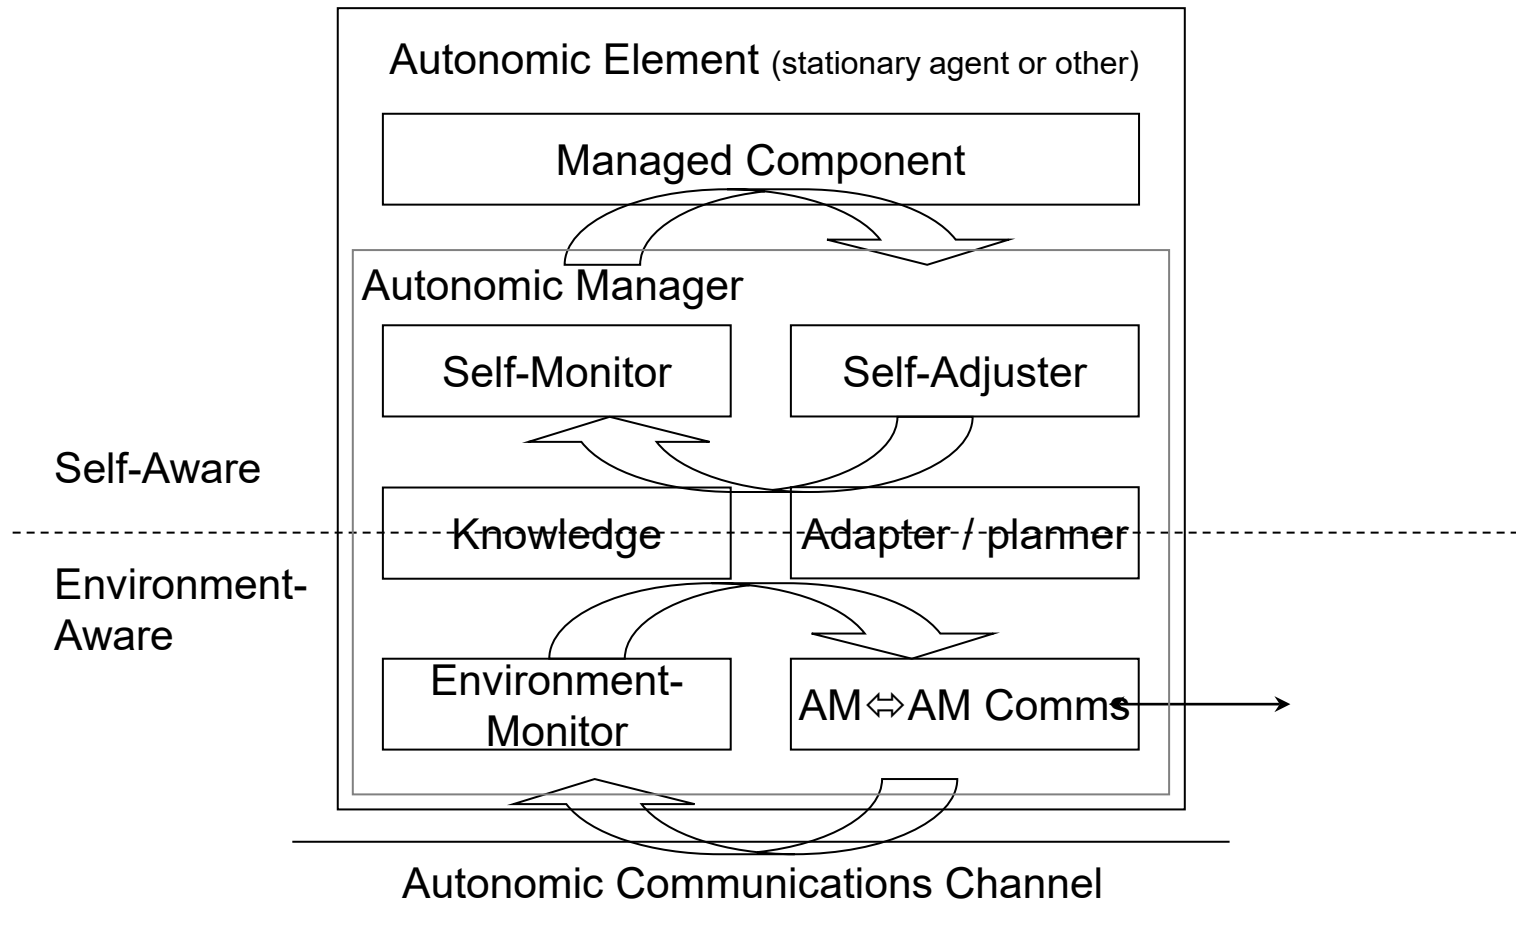 Autonomic Element (stationary agent or other)
Managed Component
Autonomic Manager
Self-Monitor
Self-Adjuster
Self-Aware
Knowledge
Adapter / planner
Environment-
Aware
Environment-
Monitor
AM⬄AM Comms
Autonomic Communications Channel